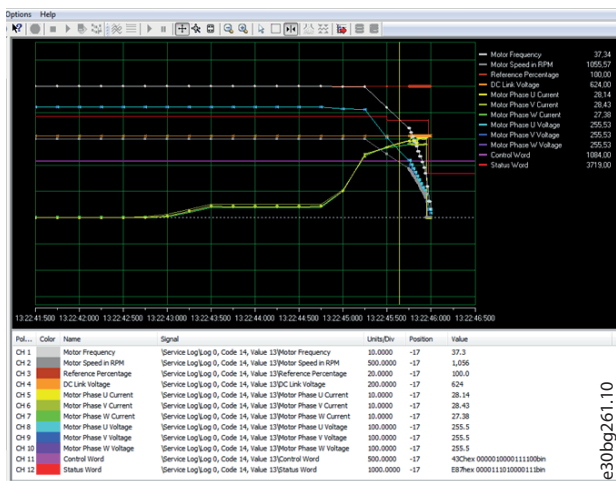 Options Help
Motor Frequency 37,34
Motor Speed in RPM 1055,57
Reference Percentage 100,00
DC Link Voltage 624,00
Motor Phase U Current 28,14
Motor Phase V Current 28,43
Motor Phase W Current 27,38
Motor Phase U Voltage 255,53
Motor Phase V Voltage 255,53
Motor Phase W Voltage 255,53
Control Word 1084,00
Status Word 3719,00
13:22:41:500 13:22:42:000 13:22:42:500 13:22:43:000 13:22:43:500 13:22:44:000 13:22:44:500 13:22:45:000 13:22:45:500 13:22:46:000 13:22:46:500
Pol... Color Name Signal Units/Div Position Value
CH 1 Motor Frequency \Service Log\Log 0, Code 14, Value 13\Motor Frequency 10.0000 -17 37.3
CH 2 Motor Speed in RPM \Service Log\Log 0, Code 14, Value 13\Motor Speed in RPM 500.0000 -17 1,056
CH 3 Reference Percentage \Service Log\Log 0, Code 14, Value 13\Reference Percentage 20.0000 -17 100.0
CH 4 DC Link Voltage \Service Log\Log 0, Code 14, Value 13\DC Link Voltage 200.0000 -17 624
CH 5 Motor Phase U Current \Service Log\Log 0, Code 14, Value 13\Motor Phase U Current 10.0000 -17 28.14
CH 6 Motor Phase V Current \Service Log\Log 0, Code 14, Value 13\Motor Phase V Current 10.0000 -17 28.43
CH 7 Motor Phase W Current \Service Log\Log 0, Code 14, Value 13\Motor Phase W Current 10.0000 -17 27.38
CH 8 Motor Phase U Voltage \Service Log\Log 0, Code 14, Value 13\Motor Phase U Voltage 100.0000 -17 255.5
CH 9 Motor Phase V Voltage \Service Log\Log 0, Code 14, Value 13\Motor Phase V Voltage 100.0000 -17 255.5
CH 10 Motor Phase W Voltage \Service Log\Log 0, Code 14, Value 13\Motor Phase W Voltage 100.0000 -17 255.5
CH 11 Control Word \Service Log\Log 0, Code 14, Value 13\Control Word 500.0000 -17 43Chex 0000010000111100bin
CH 12 Status Word \Service Log\Log 0, Code 14, Value 13\Status Word 1000.0000 -17 E87hex 0000111010000111bin
e30bg261.10